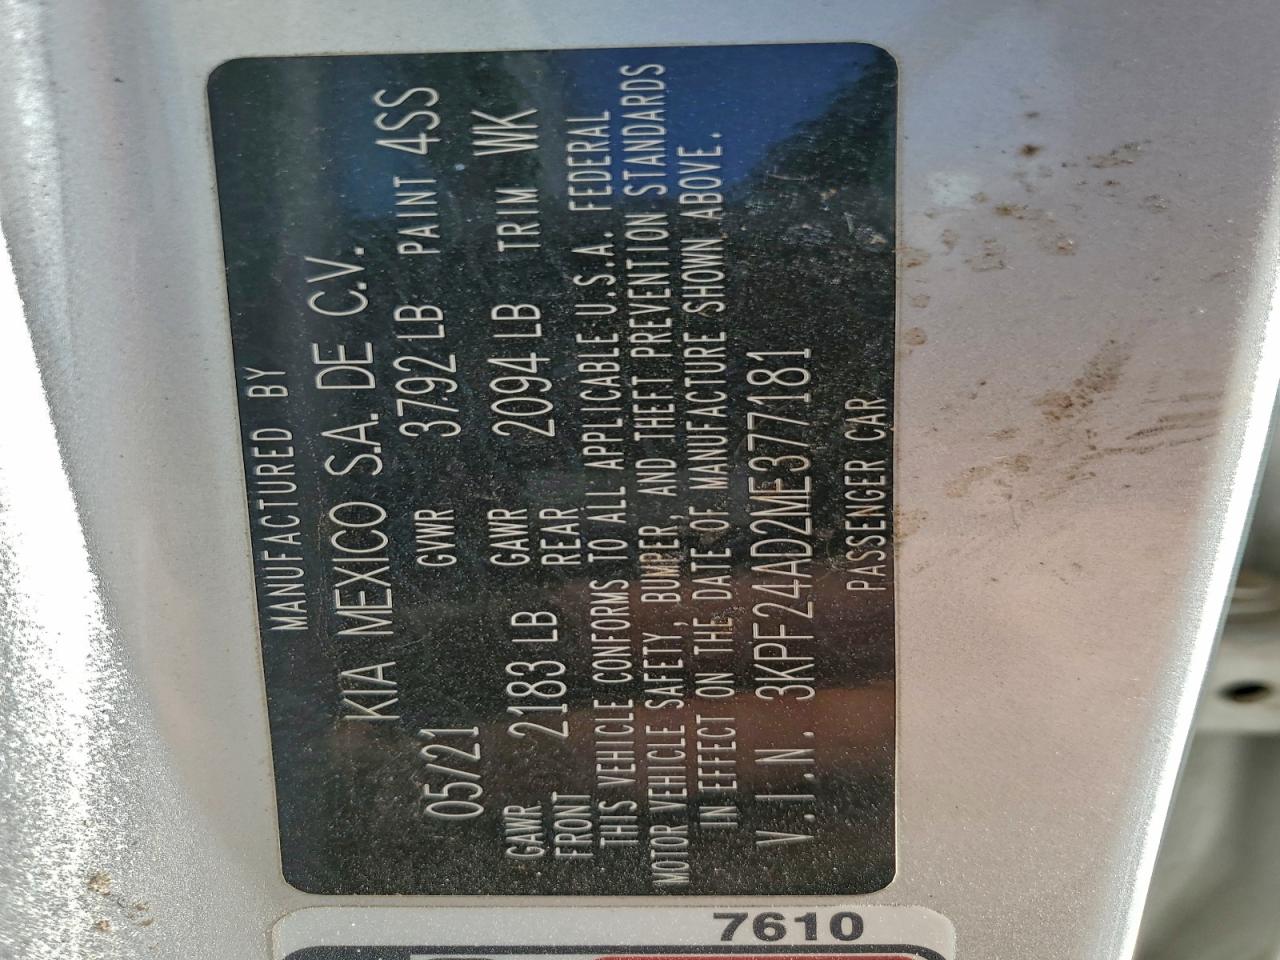 MANUFACTURED BY
KIA MEXICO S.A. DE C.V.
05/21 GVWR 3792 LB PAINT 4SS
GAWR FRONT 2183 LB GAWR REAR 2094 LB TRIM WK
THIS VEHICLE CONFORMS TO ALL APPLICABLE U.S.A. FEDERAL
MOTOR VEHICLE SAFETY, BUMPER, AND THEFT PREVENTION STANDARDS
IN EFFECT ON THE DATE OF MANUFACTURE SHOWN ABOVE.
V.I.N. 3KPF24AD2ME377181
PASSENGER CAR
7610